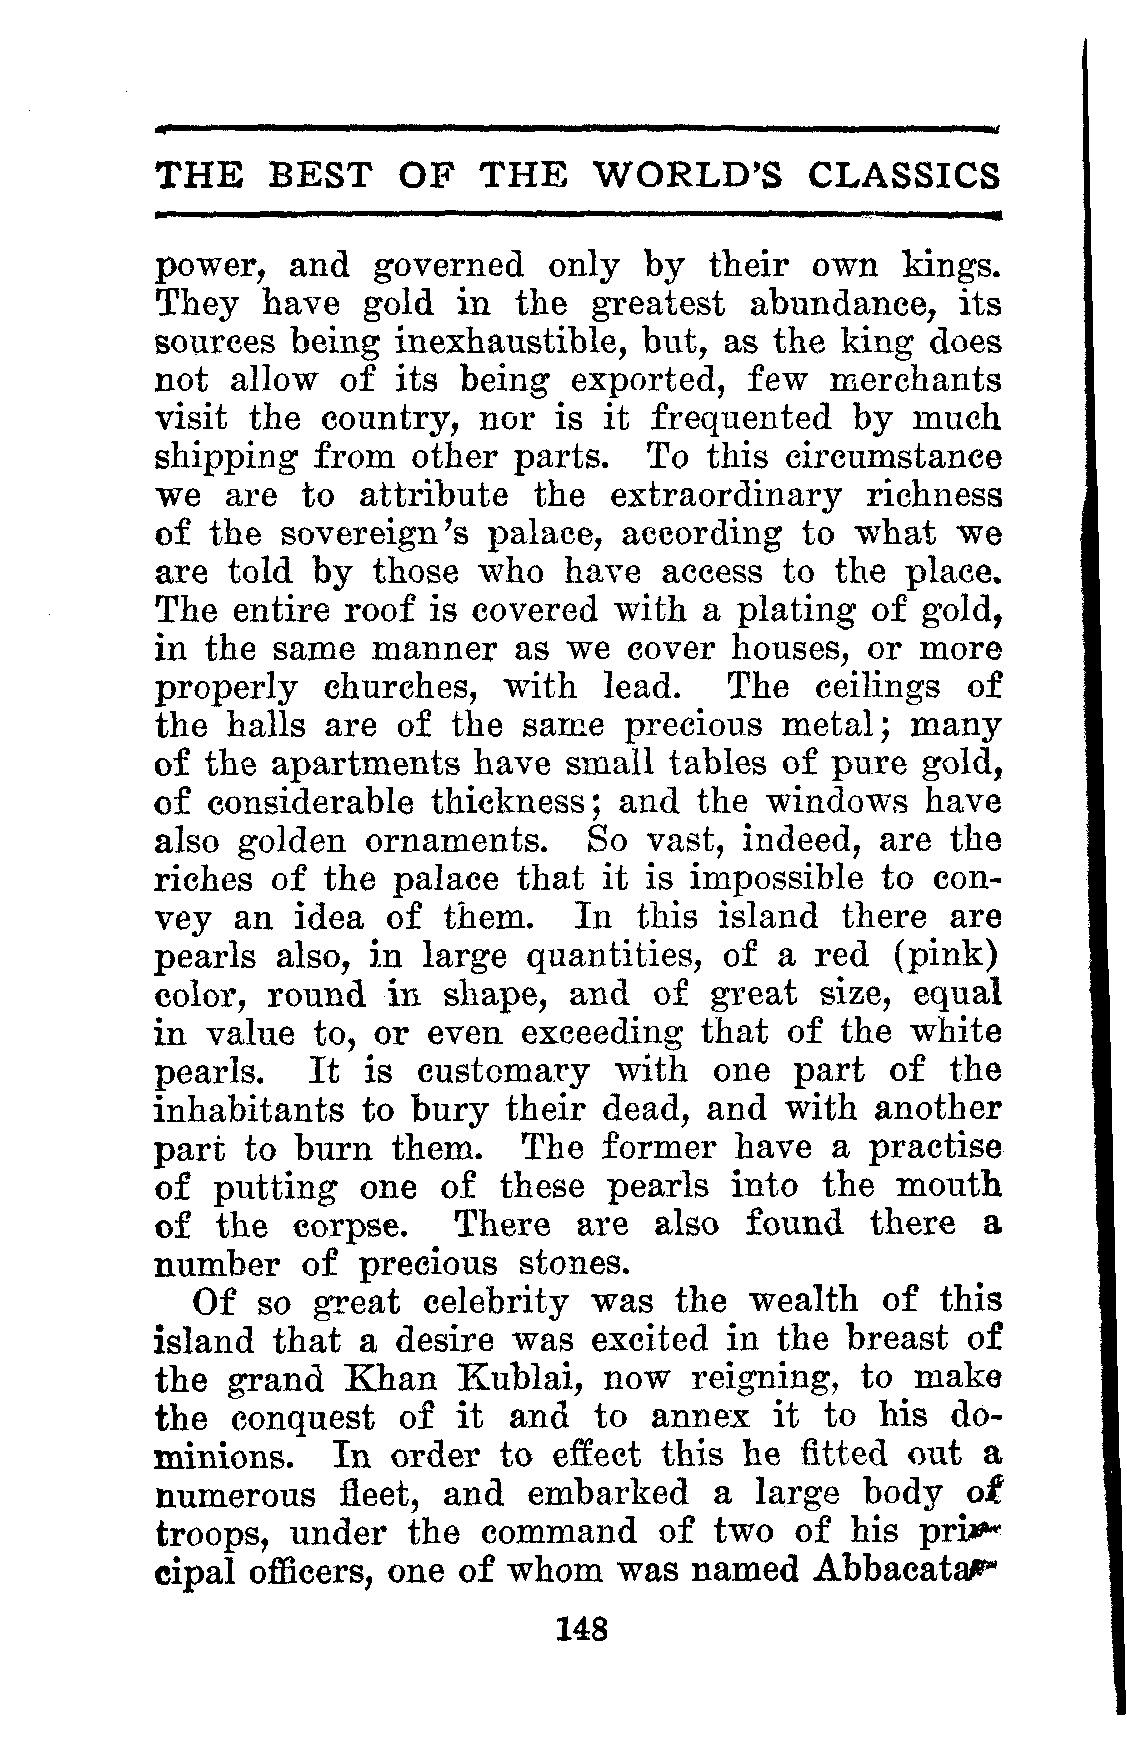 THE BEST OF THE WORLD'S CLASSICS
power, and governed only by their own kings.
They have gold in the greatest abundance, its
sources being inexhaustible, but, as the king does
not allow of its being exported, few merchants
visit the country, nor is it frequented by much
shipping from other parts. To this circumstance
we are to attribute the extraordinary richness
of the sovereign's palace, according to what we
are told by those who have access to the place.
The entire roof is covered with a plating of gold,
in the same manner as we cover houses, or more
properly churches, with lead. The ceilings of
the halls are of the same precious metal; many
of the apartments have small tables of pure gold,
of considerable thickness; and the windows have
also golden ornaments. So vast, indeed, are the
riches of the palace that it is impossible to con-
vey an idea of them. In this island there are
pearls also, in large quantities, of a red (pink)
color, round in shape, and of great size, equal
in value to, or even exceeding that of the white
pearls. It is customary with one part of the
inhabitants to bury their dead, and with another
part to burn them. The former have a practise
of putting one of these pearls into the mouth
of the corpse. There are also found there a
number of precious stones.
Of so great celebrity was the wealth of this
island that a desire was excited in the breast of
the grand Khan Kublai, now reigning, to make
the conquest of it and to annex it to his do-
minions. In order to effect this he fitted out a
numerous fleet, and embarked a large body of
troops, under the command of two of his prin-
cipal officers, one of whom was named
148